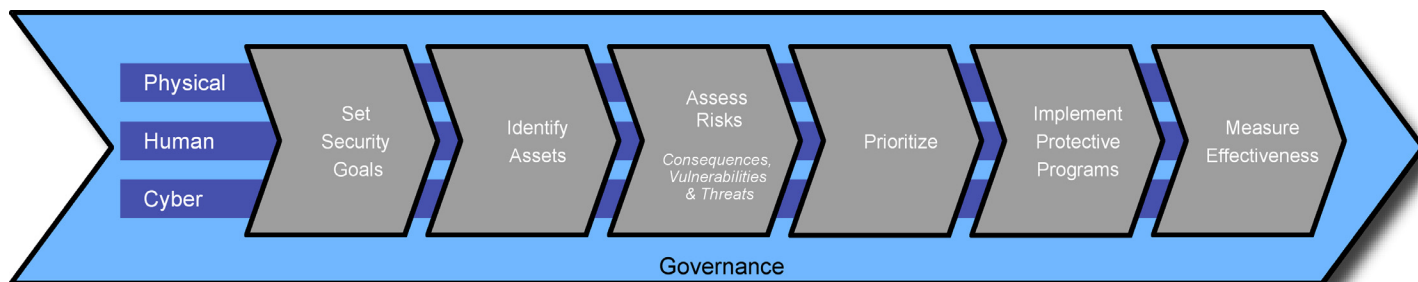 Physical
Human
Cyber
Set
Security
Goals
Identify
Assets
Assess
Risks
Consequences,
Vulnerabilities
& Threats
Prioritize
Implement
Protective
Programs
Measure
Effectiveness
Governance